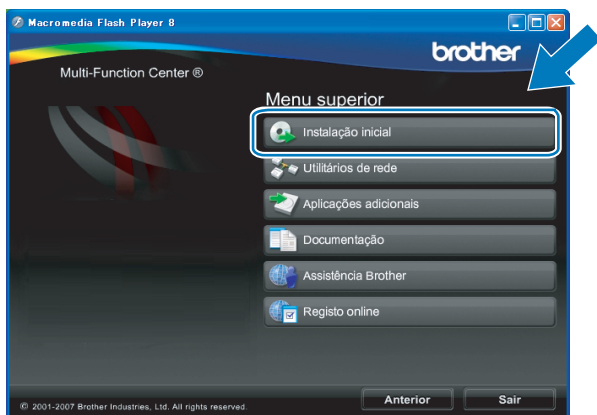 Macromedia Flash Player 8
brother
Multi-Function Center ®
Menu superior
Instalação inicial
Utilitários de rede
Aplicações adicionais
Documentação
Assistência Brother
Registo online
Anterior
Sair
© 2001-2007 Brother Industries, Ltd. All rights reserved.